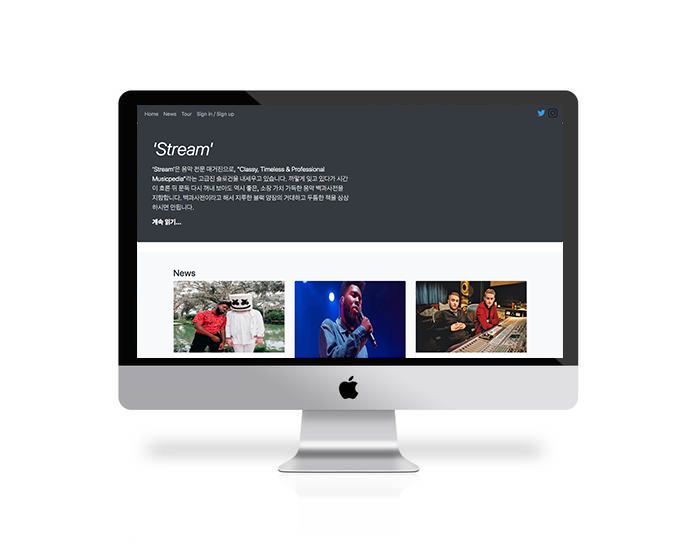 Home News Tour Sign in / Sign up
'Stream'
'Stream'은 음악 전문 매거진으로, "Classy, Timeless & Professional
Musicpedia"라는 고급진 슬로건을 내세우고 있습니다. 까맣게 잊고 있다가 시간
이 흐른 뒤 문득 다시 꺼내 보아도 역시 좋은, 소장 가치 가득한 음악 백과사전을
지향합니다. 백과사전이라고 해서 지루한 블랙 양장의 거대하고 두툼한 책을 상상
하시면 안됩니다.
계속 읽기...
News